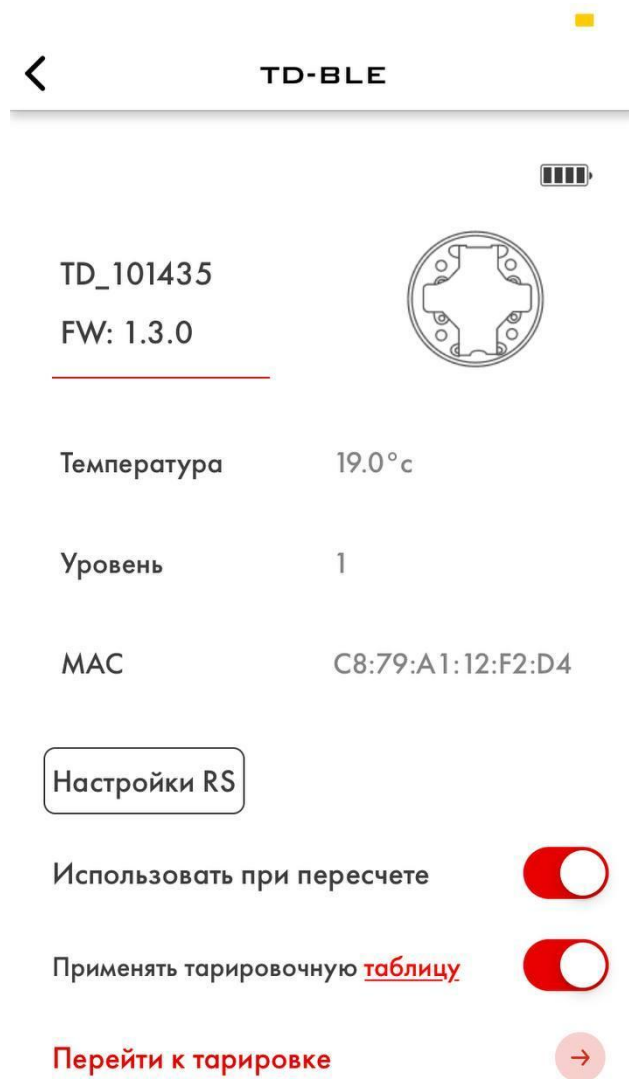 TD-BLE
TD_101435
FW: 1.3.0
Температура 19.0°c
Уровень 1
MAC C8:79:A1:12:F2:D4
Настройки RS
Использовать при пересчете
Применять тарировочную таблицу
Перейти к тарировке